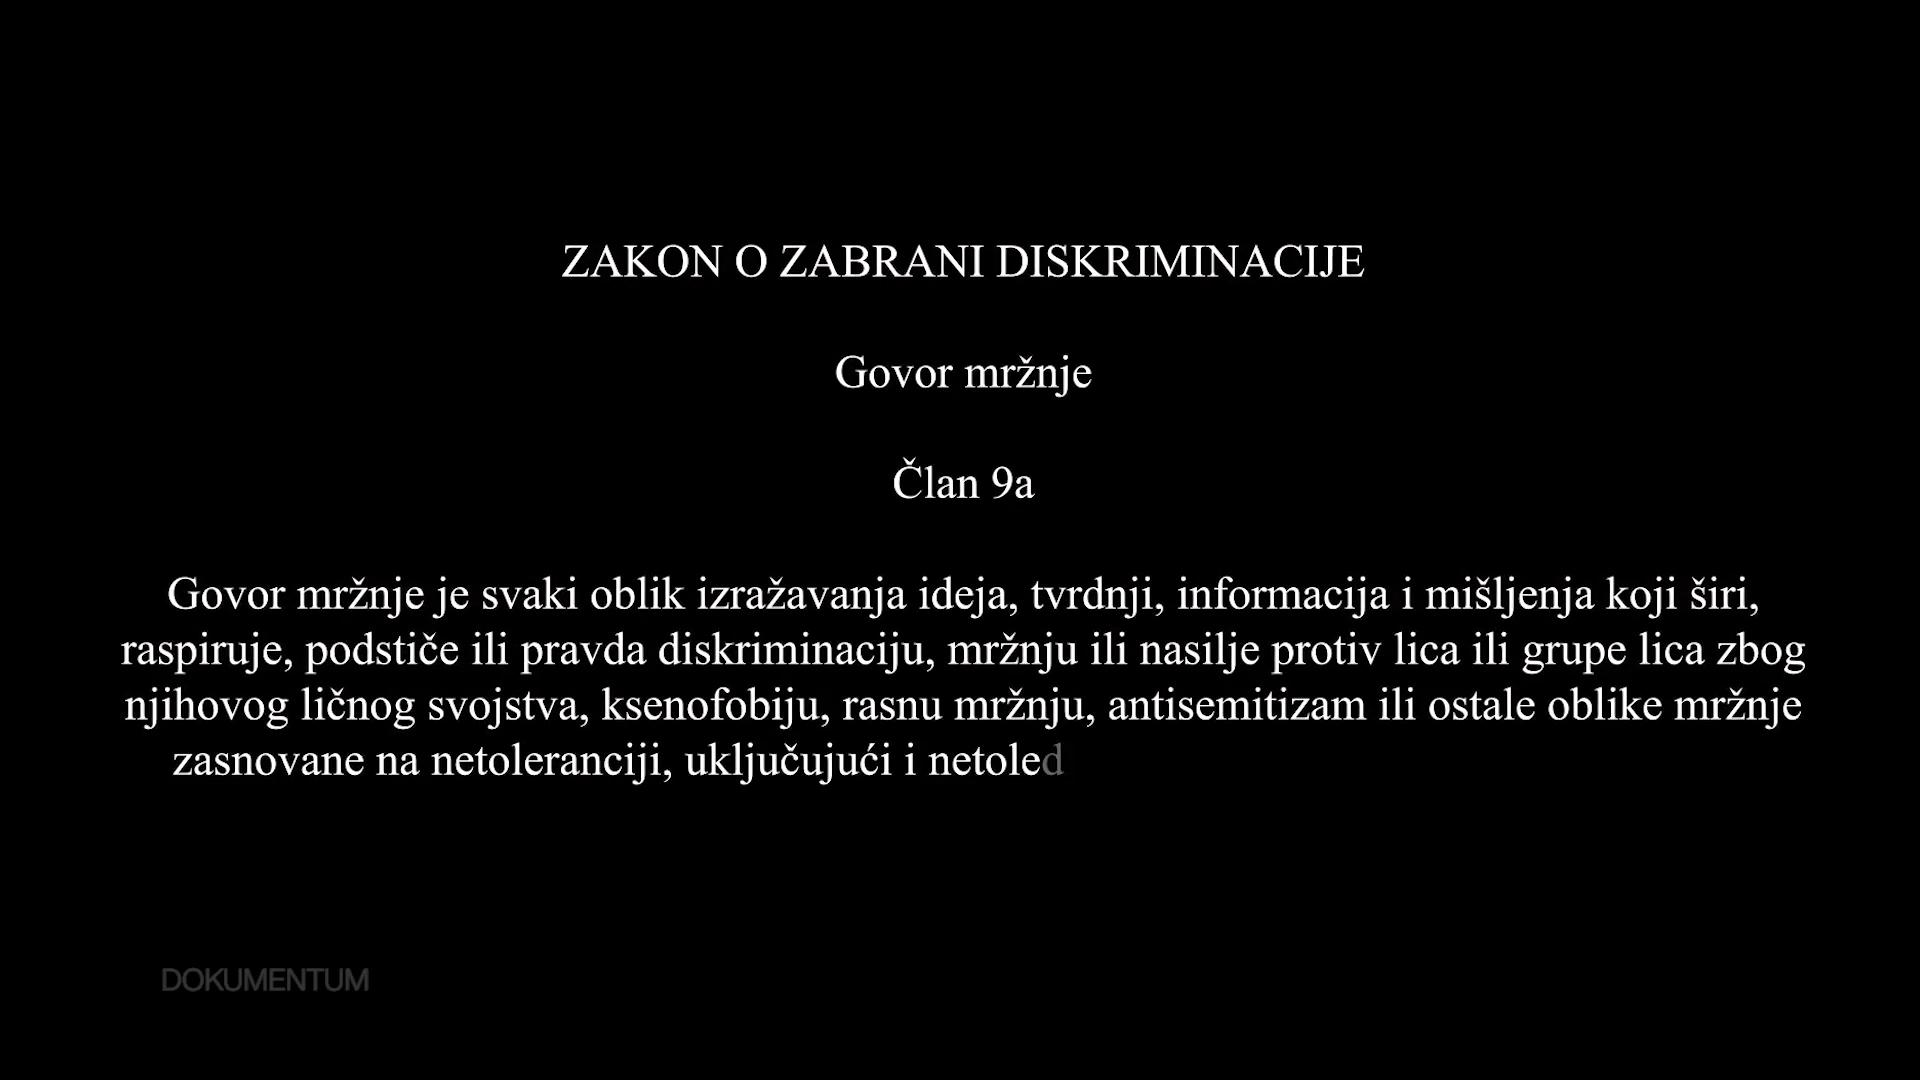 ZAKON O ZABRANI DISKRIMINACIJE
Govor mržnje
Član 9a
Govor mržnje je svaki oblik izražavanja ideja, tvrdnji, informacija i mišljenja koji širi,
raspiruje, podstiče ili pravda diskriminaciju, mržnju ili nasilje protiv lica ili grupe lica zbog
njihovog ličnog svojstva, ksenofobiju, rasnu mržnju, antisemitizam ili ostale oblike mržnje
zasnovane na netoleranciji, uključujući i netoled
DOKUMENTUM